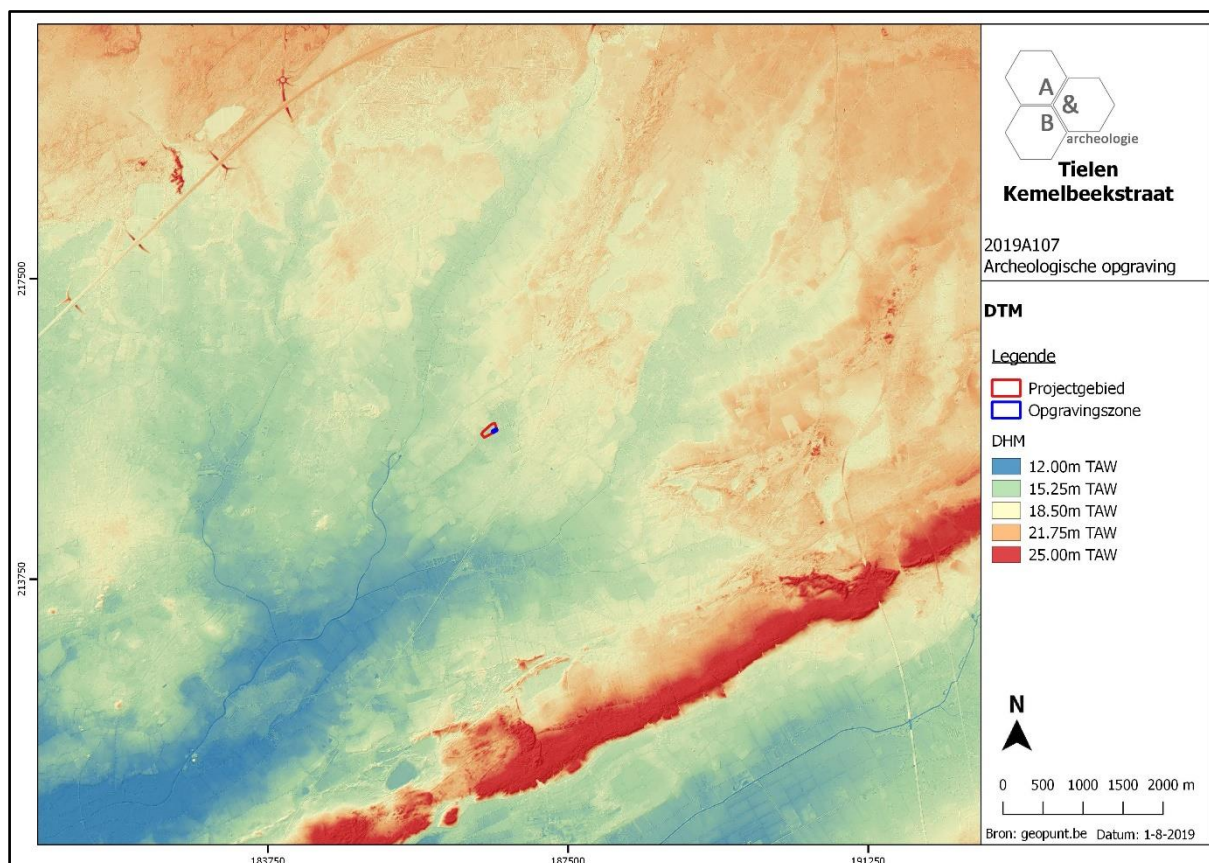 A
&
B
archeologie
Tielen
Kemelbeekstraat
2019A107
Archeologische opgraving
DTM
Legende
Projectgebied
Opgravingszone
DHM
12.00m TAW
15.25m TAW
18.50m TAW
21.75m TAW
25.00m TAW
N
0 500 1000 1500 2000 m
Bron: geopunt.be Datum: 1-8-2019
217500
213750
183750 187500 191250